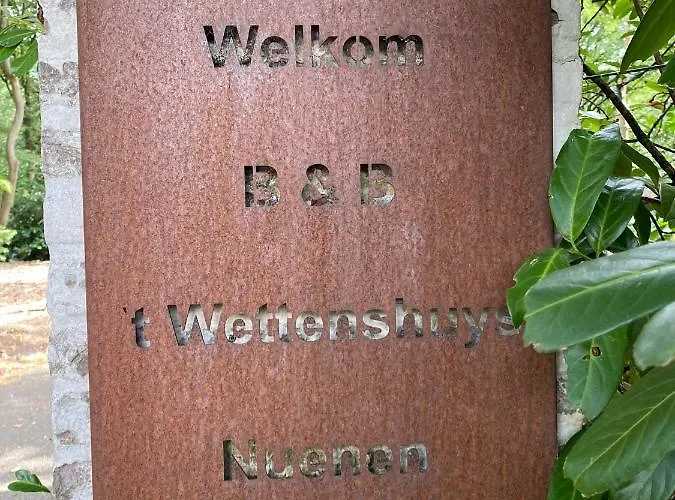 Welkom
B & B
't Wettenshuys
Nuenen